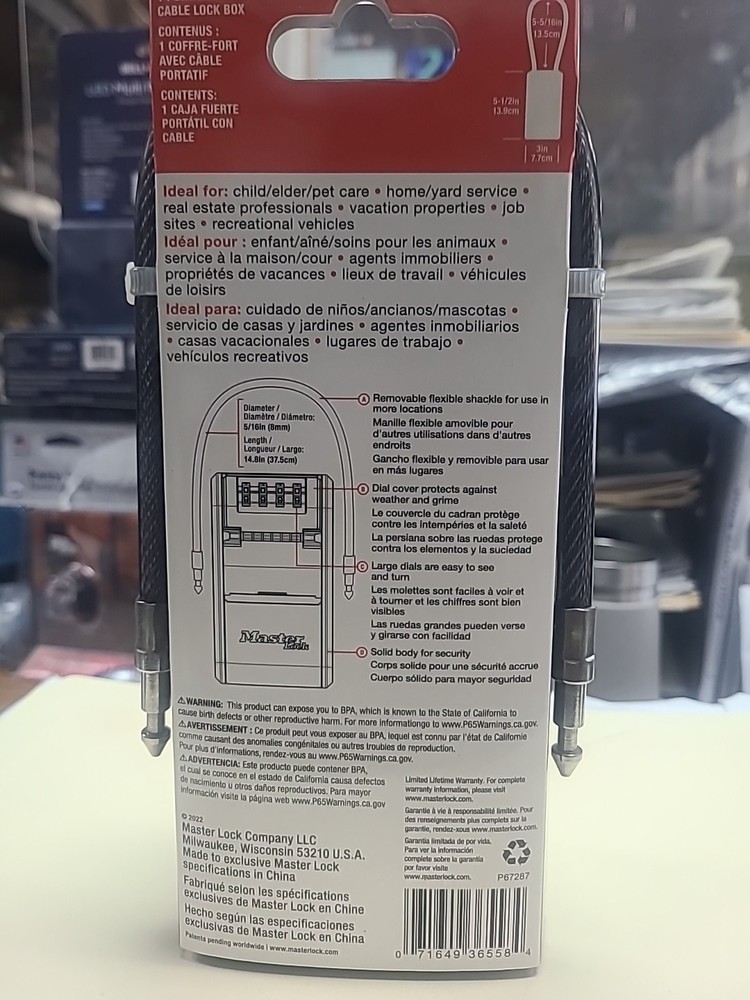 CABLE LOCK BOX
CONTENUS :
1 COFFRE-FORT
AVEC CÂBLE
PORTATIF
CONTENTS:
1 CAJA FUERTE
PORTÁTIL CON
CABLE
5-5/16in
13.5cm
5-1/2in
13.9cm
3in
7.7cm
Ideal for: child/elder/pet care • home/yard service •
real estate professionals • vacation properties • job
sites • recreational vehicles
Idéal pour : enfant/aîné/soins pour les animaux •
service à la maison/cour • agents immobiliers •
propriétés de vacances • lieux de travail • véhicules
de loisirs
Ideal para: cuidado de niños/ancianos/mascotas •
servicio de casas y jardines • agentes inmobiliarios
• casas vacacionales • lugares de trabajo •
vehículos recreativos
Diameter /
Diamètre / Diámetro:
5/16in (8mm)
Length /
Longueur / Largo:
14.8in (37.5cm)
Master
Lock
A Removable flexible shackle for use in
more locations
Manille flexible amovible pour
d'autres utilisations dans d'autres
endroits
Gancho flexible y removible para usar
en más lugares
B Dial cover protects against
weather and grime
Le couvercle du cadran protège
contre les intempéries et la saleté
La persiana sobre las ruedas protege
contra los elementos y la suciedad
C Large dials are easy to see
and turn
Les molettes sont faciles à voir et
à tourner et les chiffres sont bien
visibles
Las ruedas grandes pueden verse
y girarse con facilidad
D Solid body for security
Corps solide pour une sécurité accrue
Cuerpo sólido para mayor seguridad
⚠WARNING: This product can expose you to BPA, which is known to the State of California to
cause birth defects or other reproductive harm. For more informationgo to www.P65Warnings.ca.gov.
⚠AVERTISSEMENT : Ce produit peut vous exposer au BPA, lequel est connu par l'état de Californie
comme causant des anomalies congénitales ou autres troubles de reproduction.
Pour plus d'informations, rendez-vous au www.P65Warnings.ca.gov.
⚠ADVERTENCIA: Este producto puede contener BPA,
el cual se conoce en el estado de California causa defectos
de nacimiento u otros daños reproductivos. Para mayor
información visite la página web www.P65Warnings.ca.gov
© 2022
Master Lock Company LLC
Milwaukee, Wisconsin 53210 U.S.A.
Made to exclusive Master Lock
specifications in China
Fabriqué selon les spécifications
exclusives de Master Lock en Chine
Hecho según las especificaciones
exclusivas de Master Lock en China
Patents pending worldwide | www.masterlock.com
Limited Lifetime Warranty. For complete
warranty information, please visit
www.masterlock.com.
Garantie à vie à responsabilité limitée. Pour
des renseignements plus complets sur la
garantie, rendez-vous www.masterlock.com.
Garantía limitada de por vida.
Para ver la información
complete sobre la garantía
por favor visite
www.masterlock.com.
P67287
0 71649 36558 4